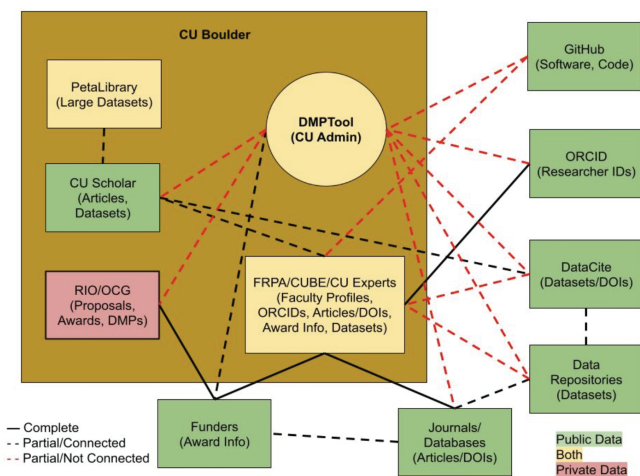 CU Boulder
PetaLibrary
(Large Datasets)
DMPTool
(CU Admin)
GitHub
(Software, Code)
CU Scholar
(Articles,
Datasets)
ORCID
(Researcher IDs)
RIO/OCG
(Proposals,
Awards, DMPs)
FRPA/CUBE/CU Experts
(Faculty Profiles,
ORCIDs, Articles/DOIs,
Award Info, Datasets)
DataCite
(Datasets/DOIs)
Data
Repositories
(Datasets)
Funders
(Award Info)
Journals/
Databases
(Articles/DOIs)
Complete
Partial/Connected
Partial/Not Connected
Public Data
Both
Private Data